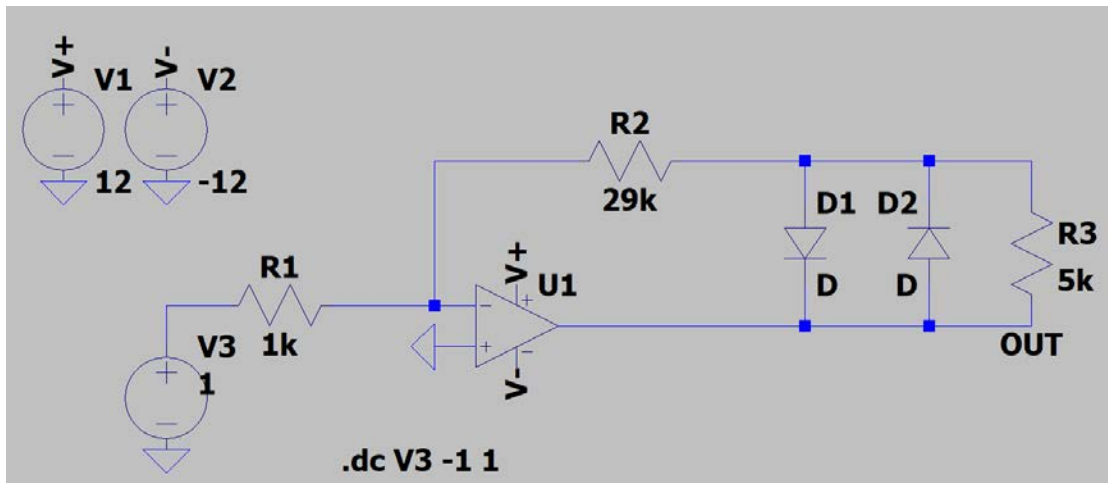 V+
V1
12
V-
V2
-12
R2
29k
D1
D
D2
D
R3
5k
R1
1k
V+
U1
V-
V3
1
OUT
.dc V3 -1 1